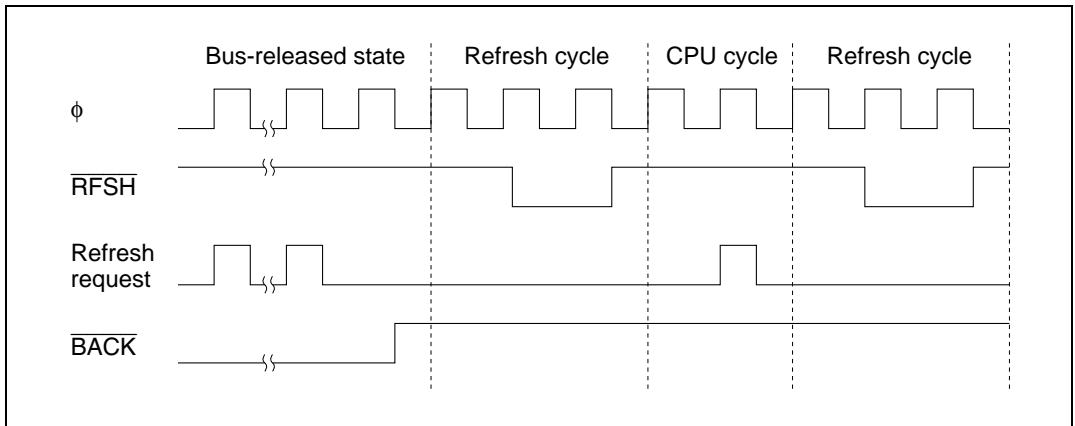 Bus-released state Refresh cycle CPU cycle Refresh cycle
φ
RFSH
Refresh
request
BACK